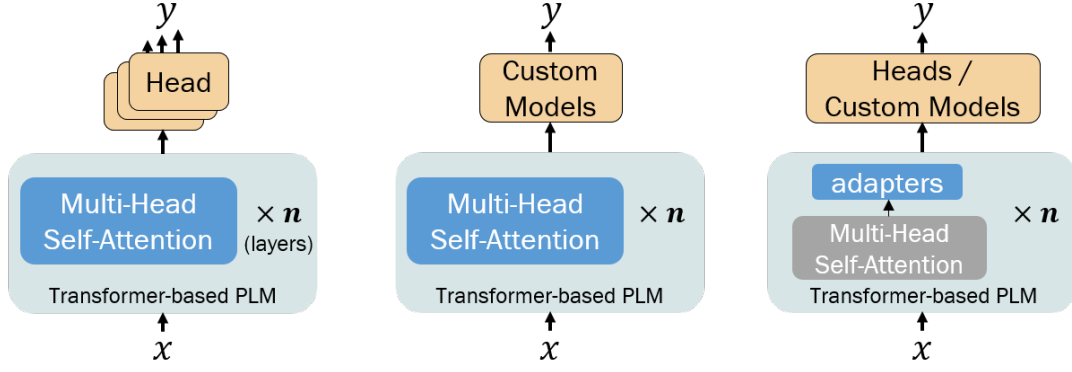 y
Head
Multi-Head
Self-Attention
× n
(layers)
Transformer-based PLM
x
y
Custom
Models
Multi-Head
Self-Attention
× n
Transformer-based PLM
x
y
Heads /
Custom Models
adapters
× n
Multi-Head
Self-Attention
Transformer-based PLM
x